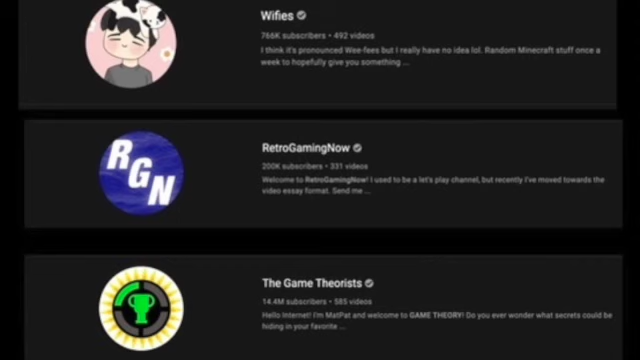 Wifies
766K subscribers • 492 videos
I think it's pronounced Wee-fees but I really have no idea lol. Random Minecraft stuff once a
week to hopefully give you something ...
RGN
RetroGamingNow
200K subscribers • 331 videos
Welcome to RetroGamingNow! I used to be a let's play channel, but recently I've moved towards the
video essay format. Send me ...
The Game Theorists
14.4M subscribers • 585 videos
Hello Internet! I'm MatPat and welcome to GAME THEORY! Do you ever wonder what secrets could be
hiding in your favorite ...